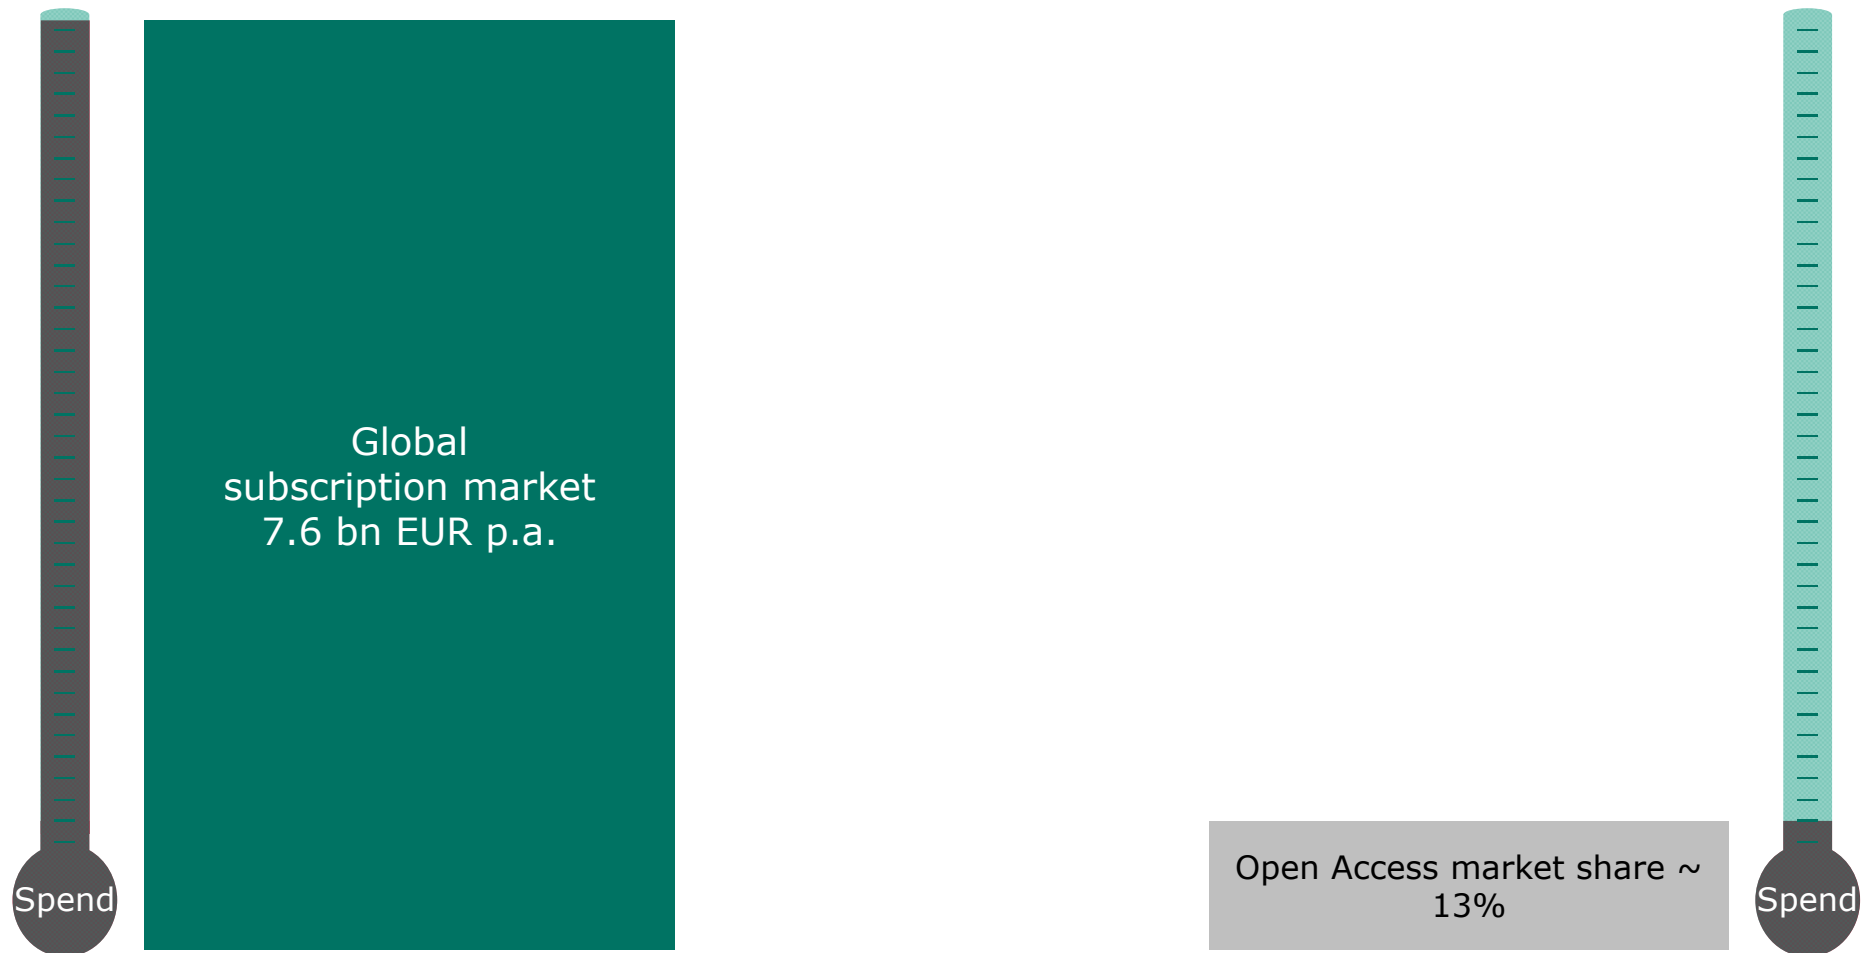 Global
subscription market
7.6 bn EUR p.a.
Open Access market share ~
13%
Spend
Spend